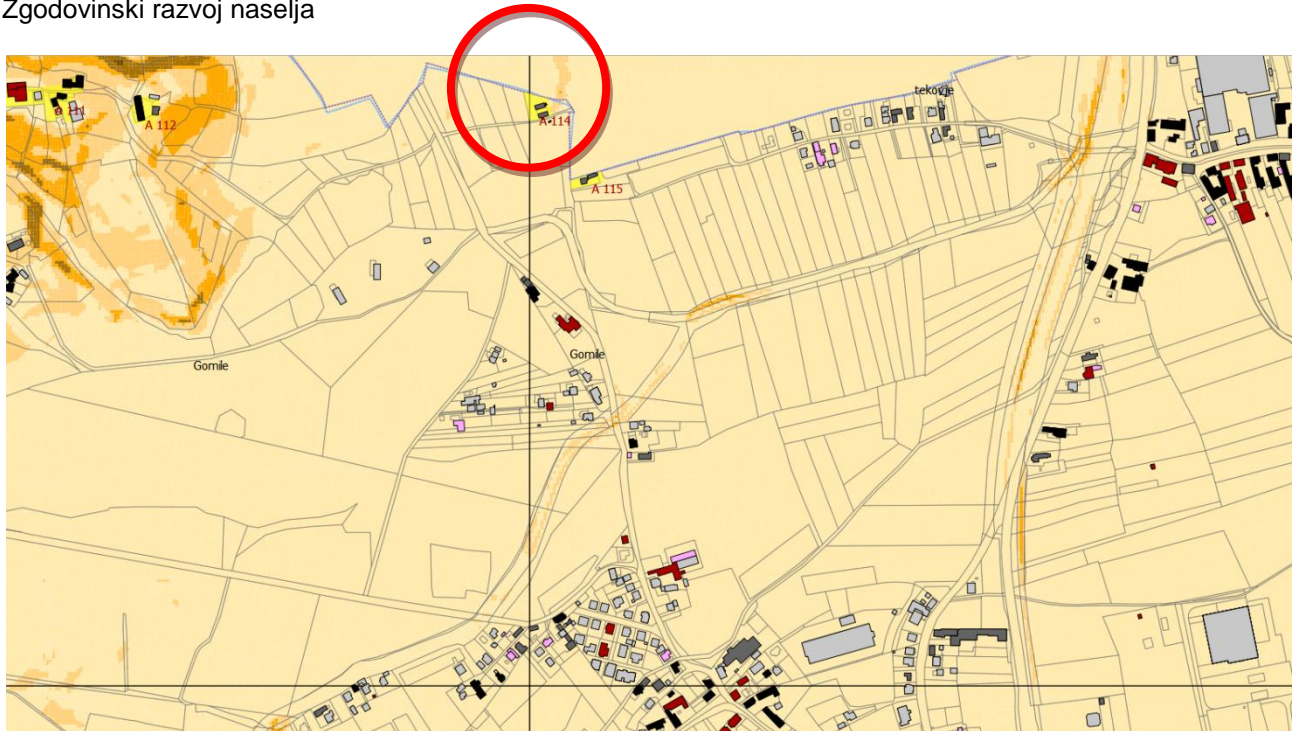 Zgodovinski razvoj naselja
tekovje
A 112
A 114
A 115
Gomile
Gomile